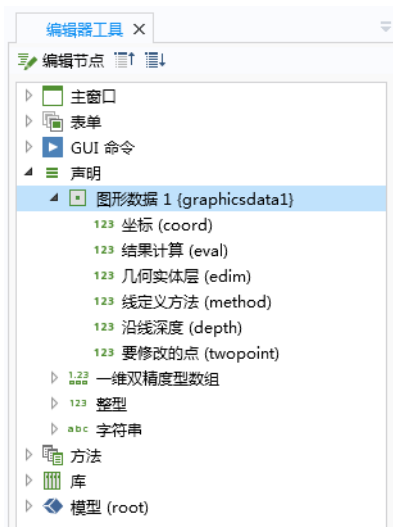 编辑器工具
编辑节点
主窗口
表单
GUI 命令
声明
图形数据 1 {graphicsdata1}
123 坐标 (coord)
123 结果计算 (eval)
123 几何实体层 (edim)
123 线定义方法 (method)
123 沿线深度 (depth)
123 要修改的点 (twopoint)
1.23 一维双精度型数组
123 整型
abc 字符串
方法
库
模型 (root)